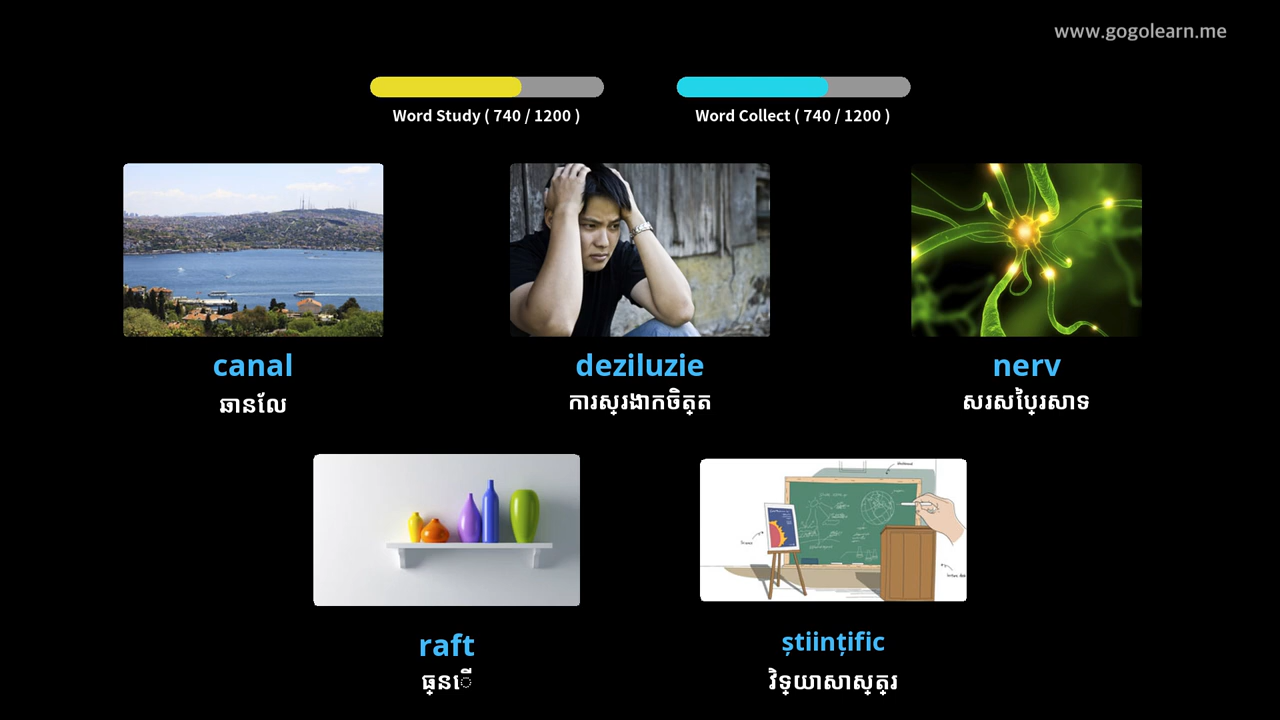 www.gogolearn.me
Word Study ( 740 / 1200 )
Word Collect ( 740 / 1200 )
canal
ឆានែល
deziluzie
ការស្រងាកចិត្ត
nerv
សរសៃប្រសាទ
raft
ធ្នើ
științific
វិទ្យាសាស្ត្រ